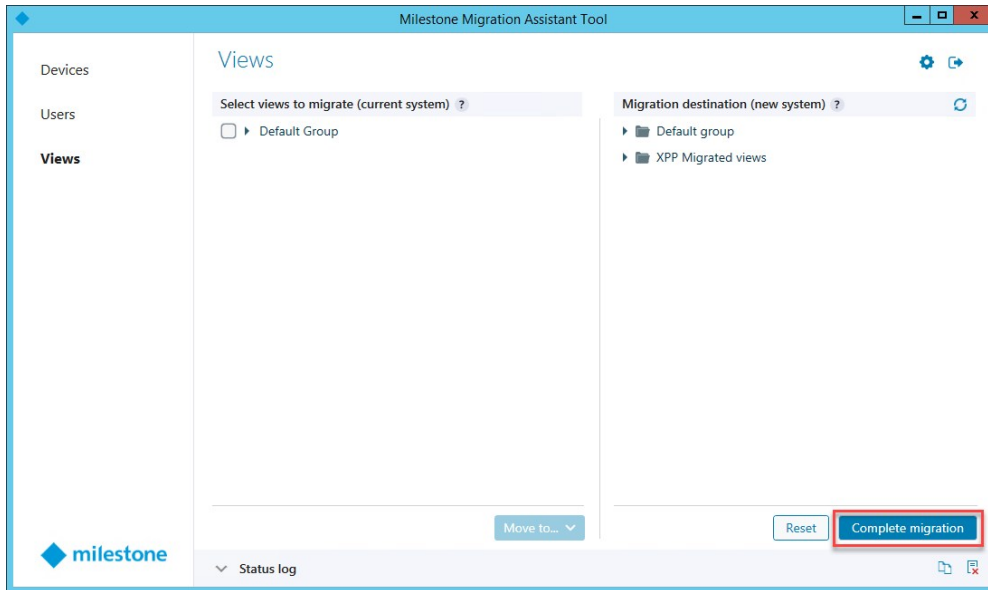 Milestone Migration Assistant Tool
Devices
Users
Views
Views
Select views to migrate (current system) ?
Default Group
Move to...
Migration destination (new system) ?
Default group
XPP Migrated views
Reset
Complete migration
milestone
Status log